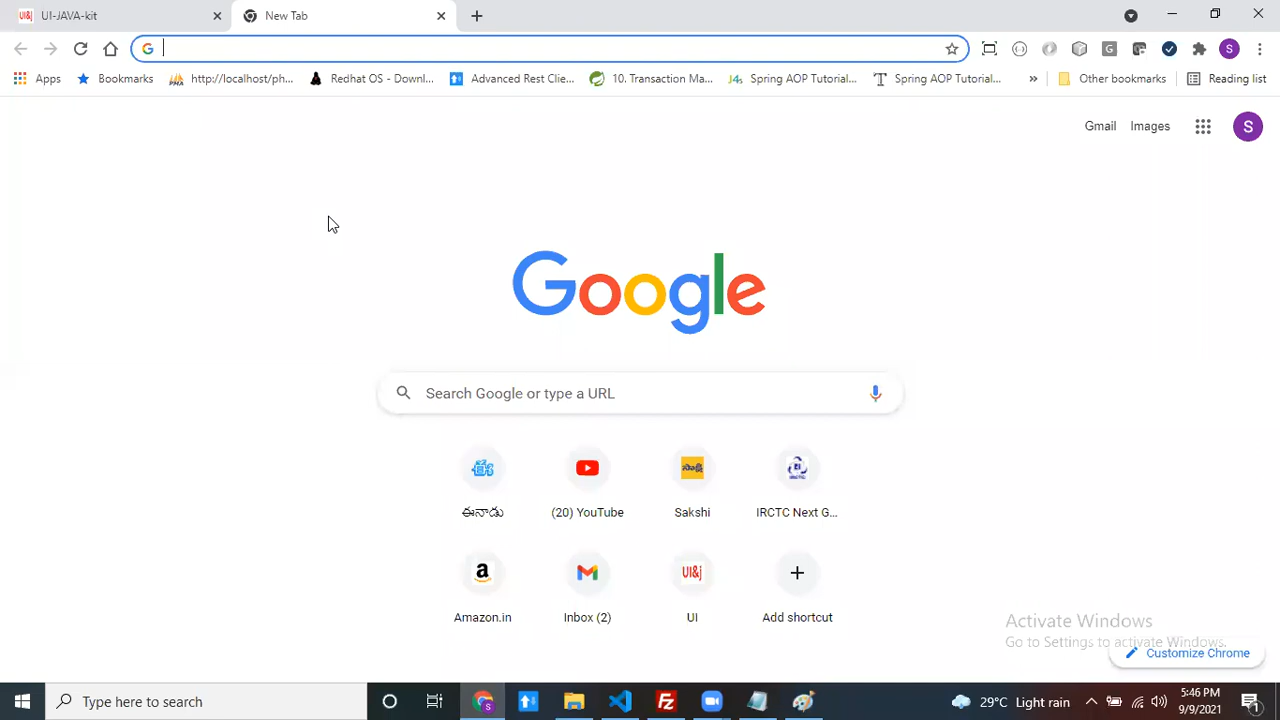 UI-JAVA-kit
New Tab
Apps
Bookmarks
http://localhost/ph...
Redhat OS - Downl...
Advanced Rest Clie...
10. Transaction Ma...
Spring AOP Tutorial...
Spring AOP Tutorial...
»
Other bookmarks
Reading list
Gmail
Images
S
Google
Search Google or type a URL
ఈనాడు
(20) YouTube
Sakshi
IRCTC Next G...
Amazon.in
Inbox (2)
UI
Add shortcut
Activate Windows
Go to Settings to activate Windows.
Customize Chrome
Type here to search
29°C Light rain
5:46 PM
9/9/2021